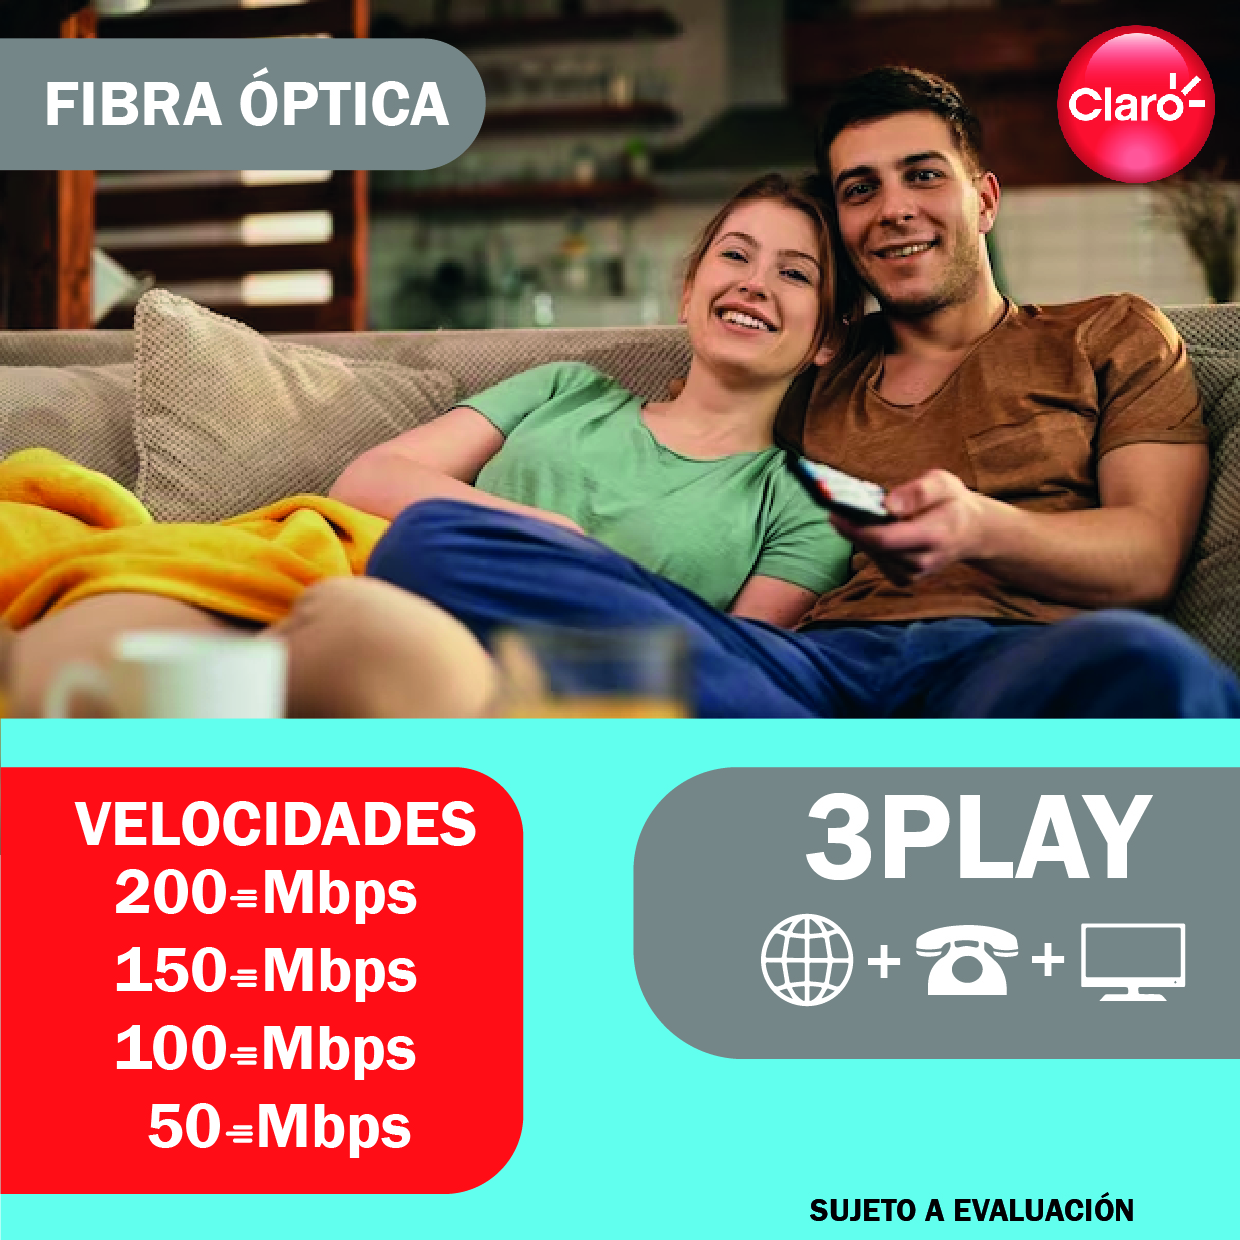 FIBRA ÓPTICA
Claro
VELOCIDADES
200 Mbps
150 Mbps
100 Mbps
50 Mbps
3PLAY
+ +
SUJETO A EVALUACIÓN